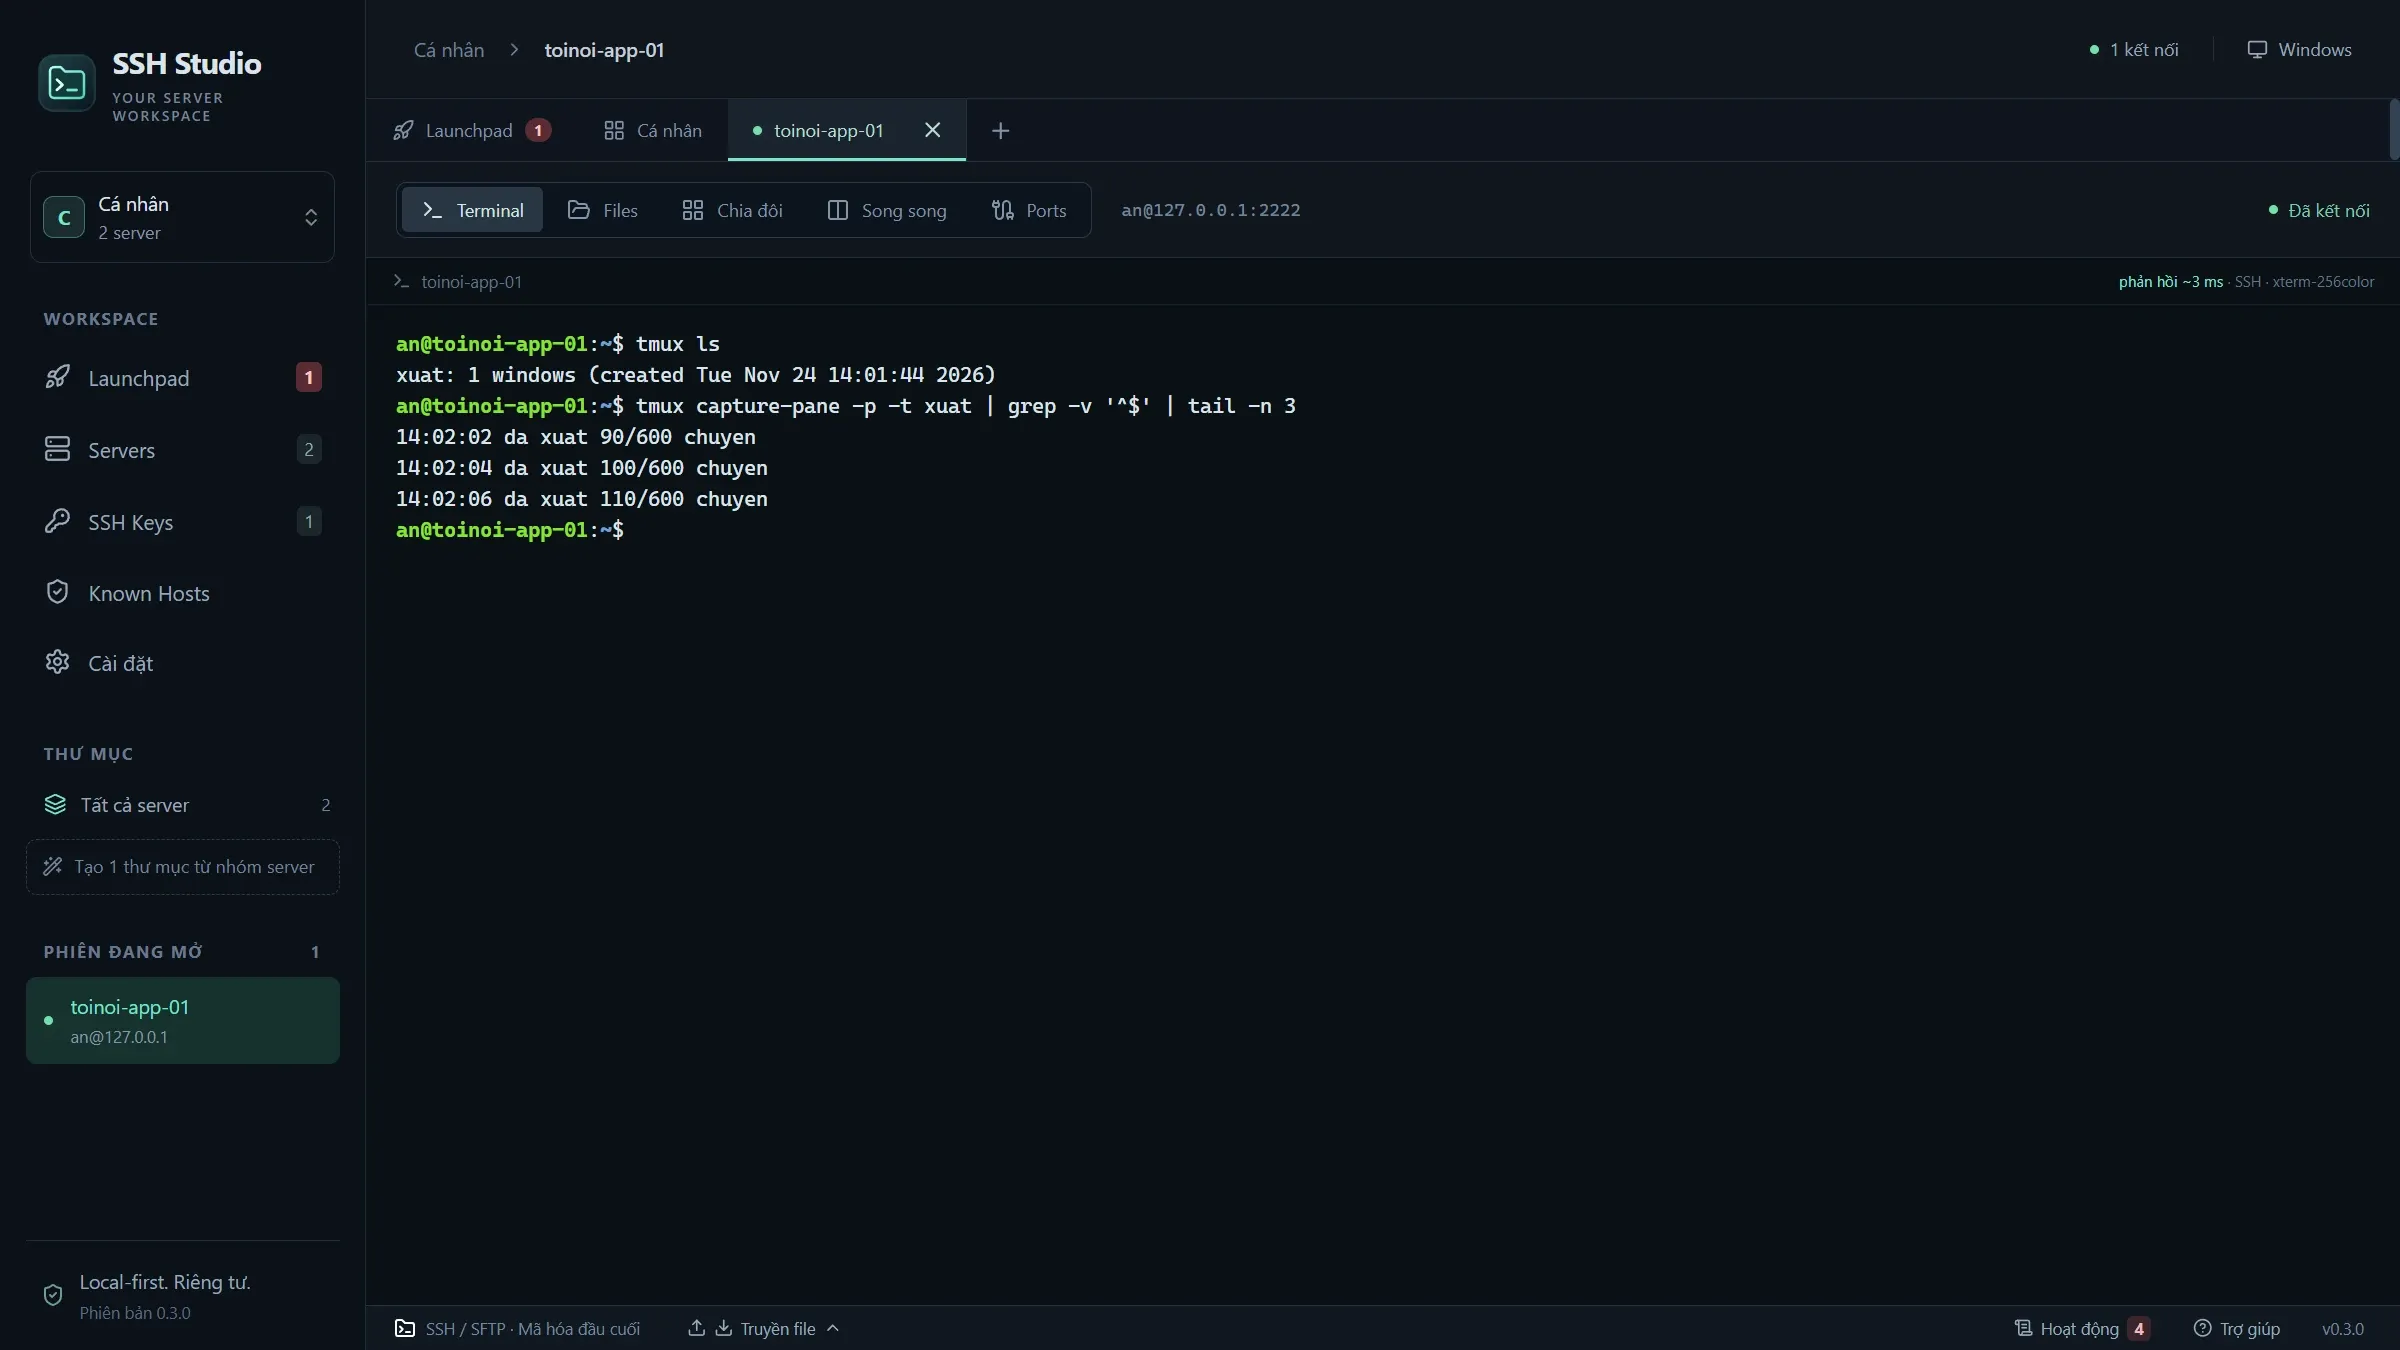 SSH Studio
YOUR SERVER
WORKSPACE
C
Cá nhân
2 server
WORKSPACE
Launchpad 1
Servers 2
SSH Keys 1
Known Hosts
Cài đặt
THƯ MỤC
Tất cả server 2
Tạo 1 thư mục từ nhóm server
PHIÊN ĐANG MỞ 1
toinoi-app-01
an@127.0.0.1
Local-first. Riêng tư.
Phiên bản 0.3.0
Cá nhân > toinoi-app-01
1 kết nối
Windows
Launchpad 1
Cá nhân
toinoi-app-01
Terminal
Files
Chia đôi
Song song
Ports
an@127.0.0.1:2222
Đã kết nối
toinoi-app-01
phản hồi ~3 ms · SSH · xterm-256color
an@toinoi-app-01:~$ tmux ls
xuat: 1 windows (created Tue Nov 24 14:01:44 2026)
an@toinoi-app-01:~$ tmux capture-pane -p -t xuat | grep -v '^$' | tail -n 3
14:02:02 da xuat 90/600 chuyen
14:02:04 da xuat 100/600 chuyen
14:02:06 da xuat 110/600 chuyen
an@toinoi-app-01:~$
SSH / SFTP · Mã hóa đầu cuối
Truyền file
Hoạt động 4
Trợ giúp
v0.3.0